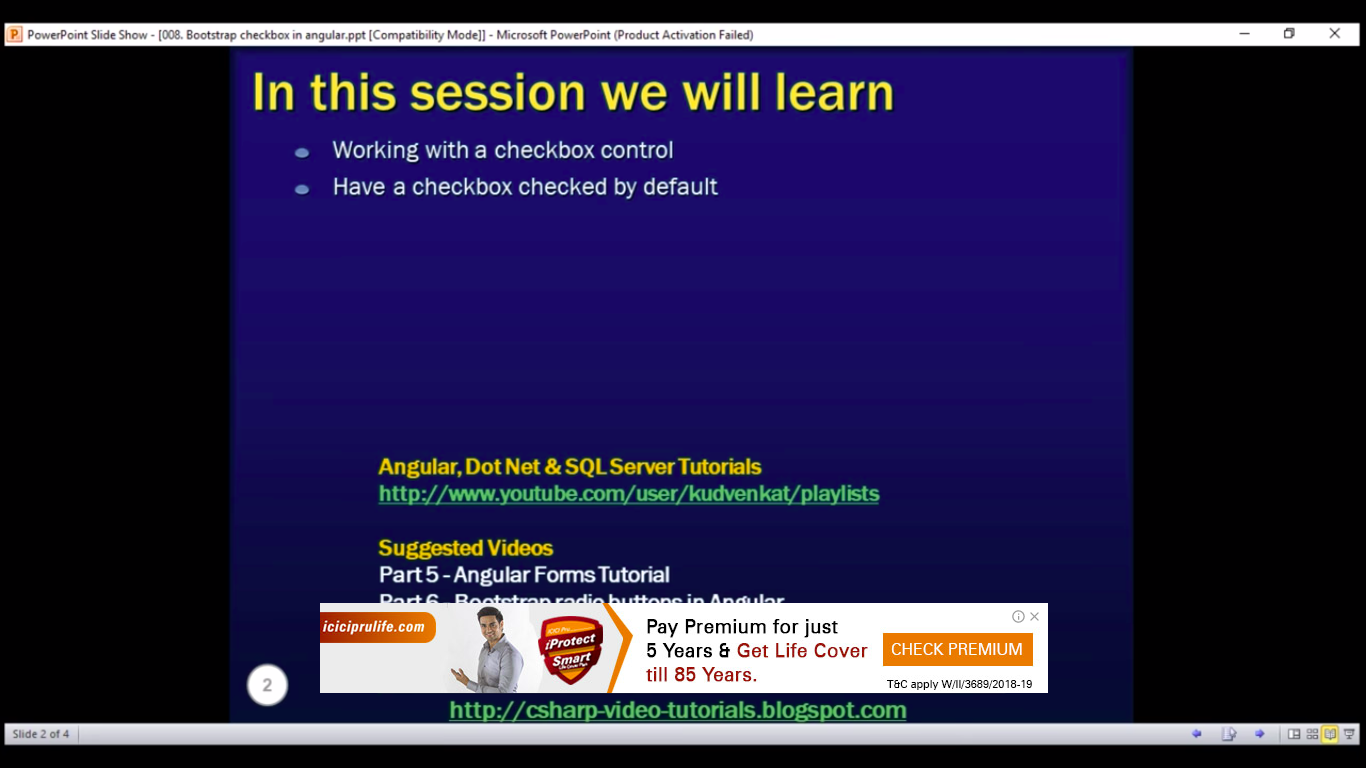 PowerPoint Slide Show - [008. Bootstrap checkbox in angular.ppt [Compatibility Mode]] - Microsoft PowerPoint (Product Activation Failed)
In this session we will learn
Working with a checkbox control
Have a checkbox checked by default
Angular, Dot Net & SQL Server Tutorials
http://www.youtube.com/user/kudvenkat/playlists
Suggested Videos
Part 5 - Angular Forms Tutorial
Part 6 - Bootstrap radio buttons in Angular
iciciprulife.com
iProtect
Smart
Pay Premium for just
5 Years & Get Life Cover
till 85 Years.
CHECK PREMIUM
T&C apply W/II/3689/2018-19
2
http://csharp-video-tutorials.blogspot.com
Slide 2 of 4